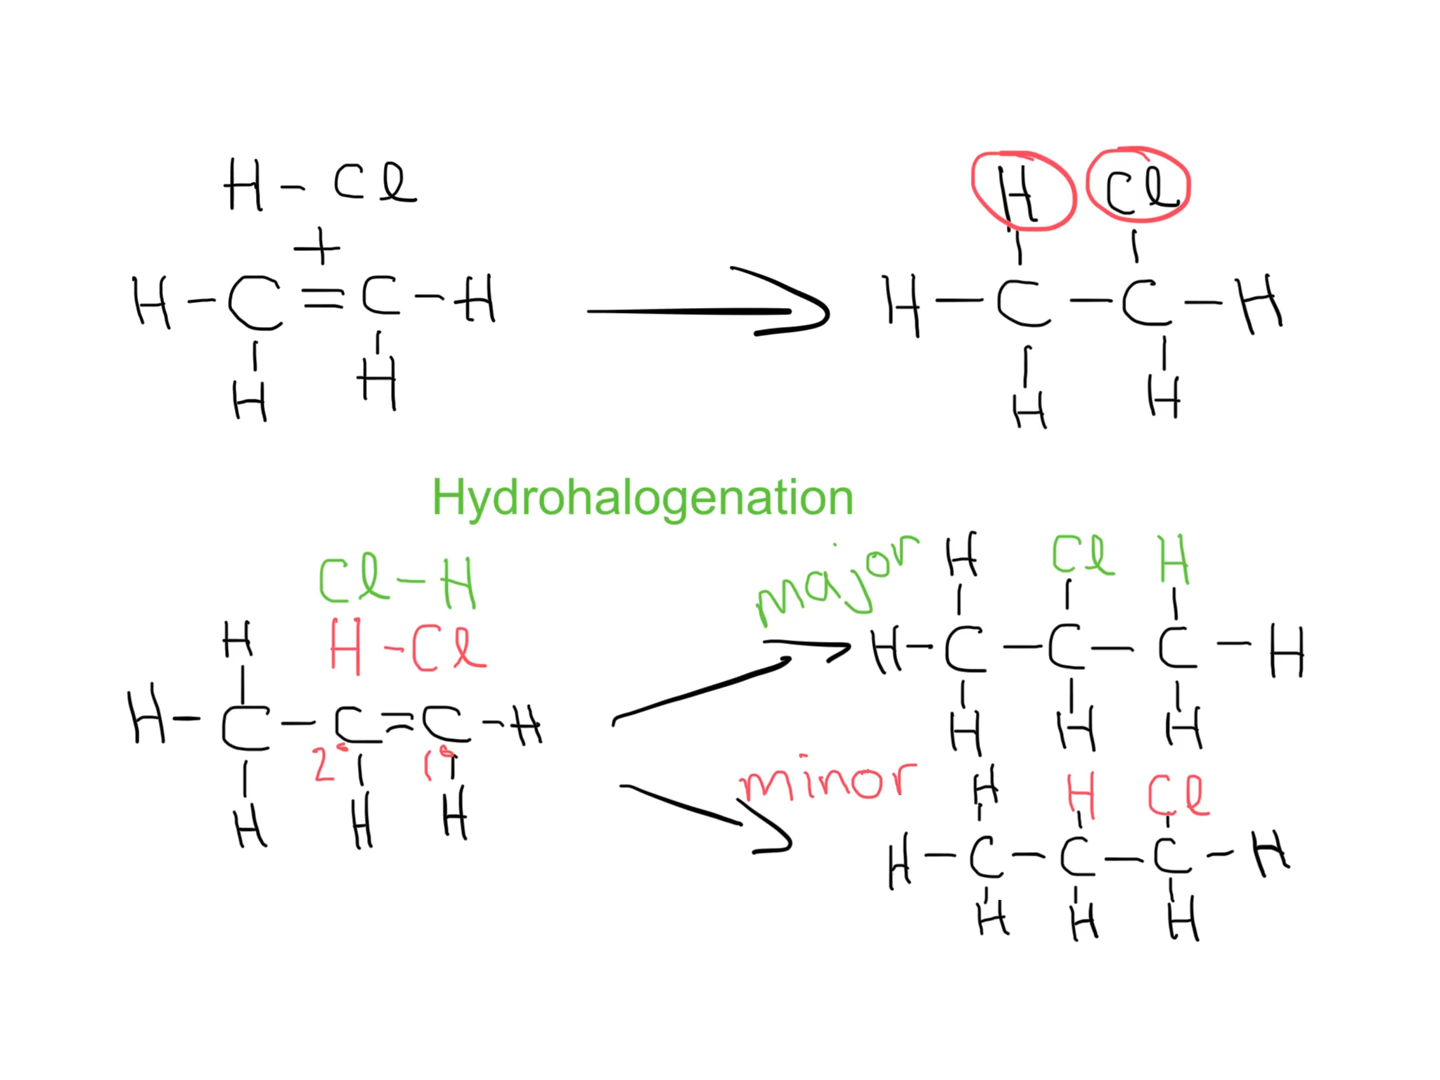 H - Cl
+
H - C = C - H
H H
H Cl
H - C - C - H
H H
Hydrohalogenation
Cl - H
H - Cl
H
H - C - C = C - H
2° 1°
H H H
major
H Cl H
H - C - C - C - H
H H H
minor
H H Cl
H - C - C - C - H
H H H